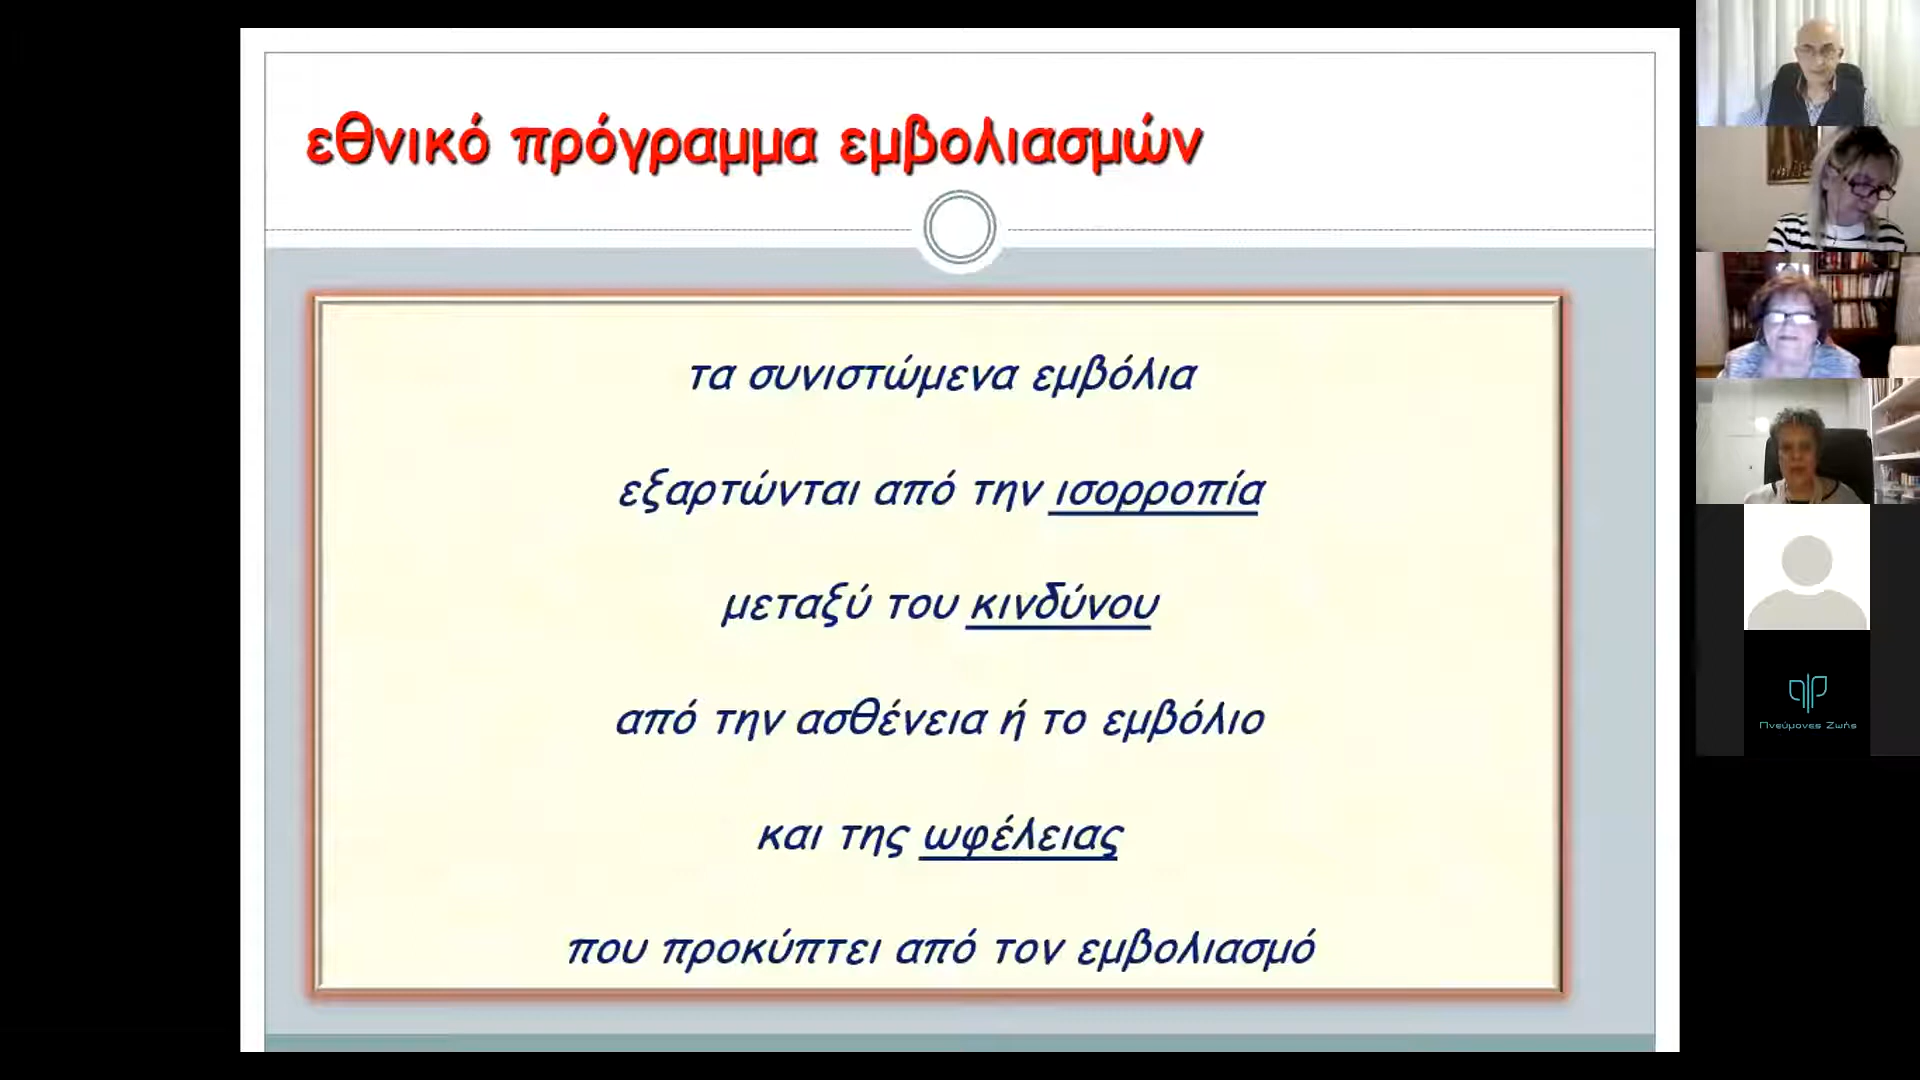 εθνικό πρόγραμμα εμβολιασμών
τα συνιστώμενα εμβόλια
εξαρτώνται από την ισορροπία
μεταξύ του κινδύνου
από την ασθένεια ή το εμβόλιο
και της ωφέλειας
που προκύπτει από τον εμβολιασμό
Πνεύμονες Ζωής